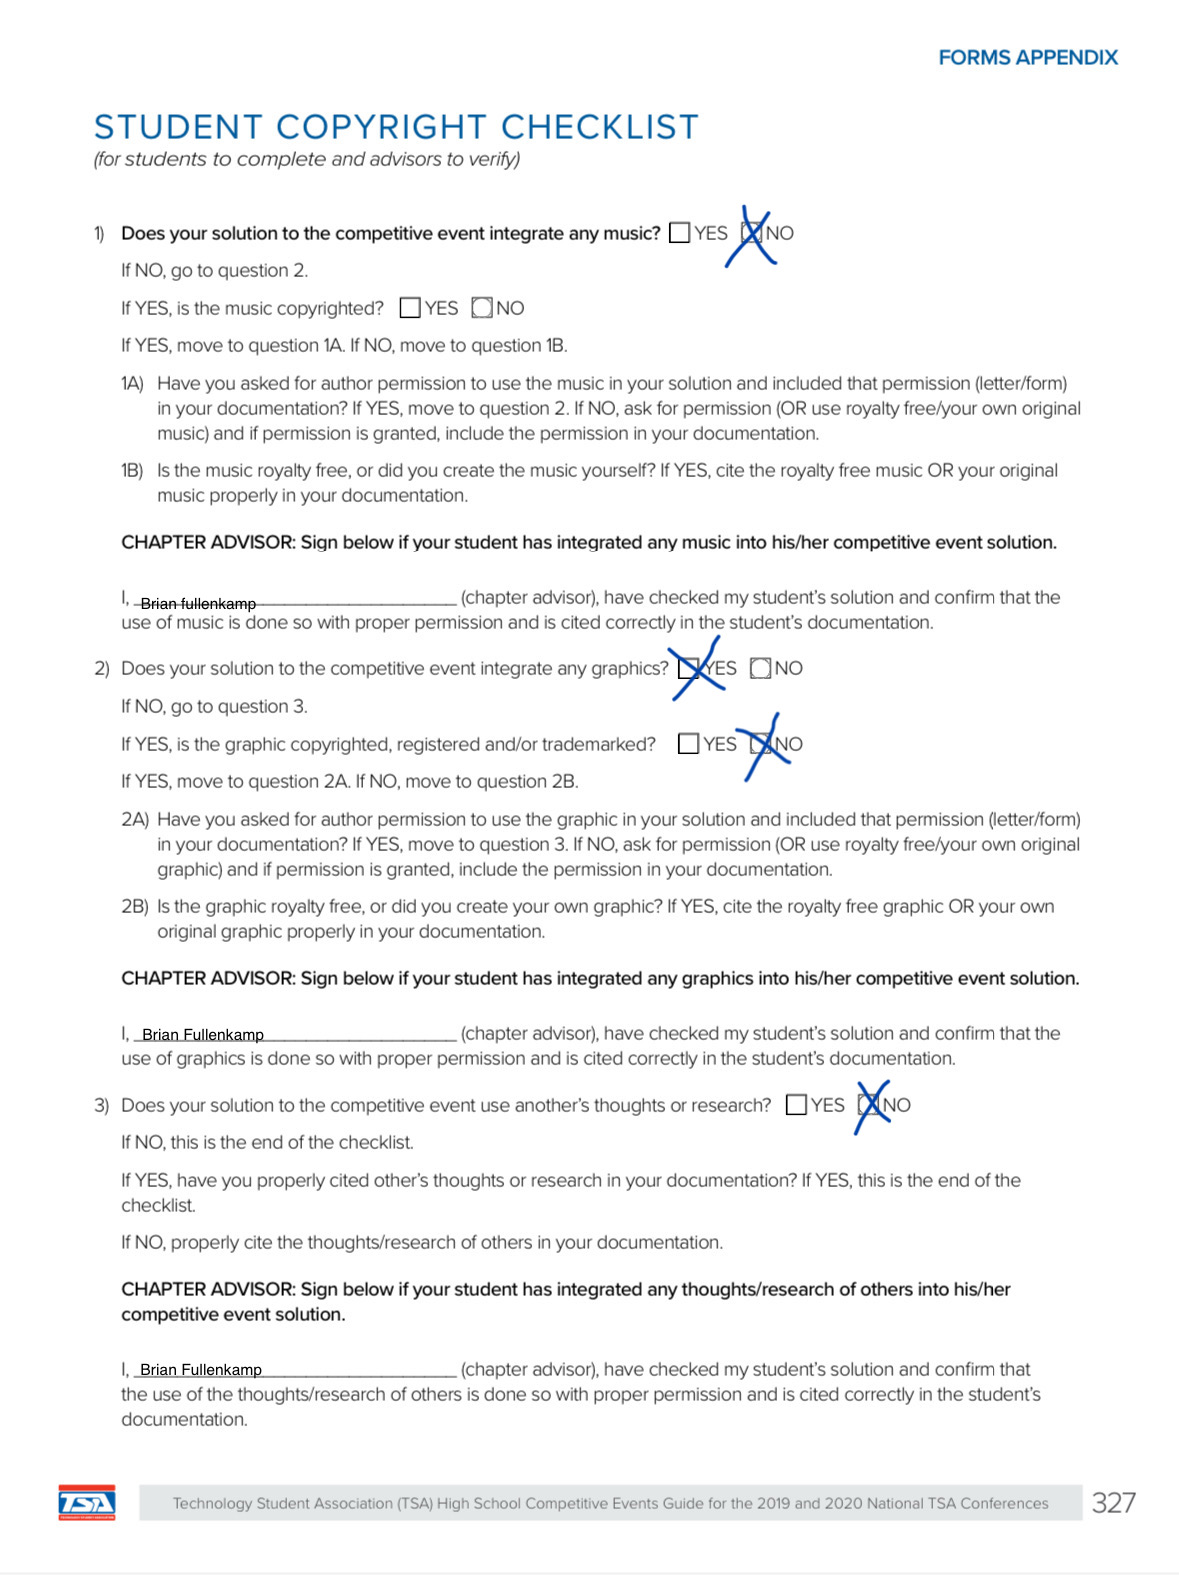 FORMS APPENDIX
STUDENT COPYRIGHT CHECKLIST
(for students to complete and advisors to verify)
1) Does your solution to the competitive event integrate any music? YES NO
If NO, go to question 2.
If YES, is the music copyrighted? YES NO
If YES, move to question 1A. If NO, move to question 1B.
1A) Have you asked for author permission to use the music in your solution and included that permission (letter/form)
in your documentation? If YES, move to question 2. If NO, ask for permission (OR use royalty free/your own original
music) and if permission is granted, include the permission in your documentation.
1B) Is the music royalty free, or did you create the music yourself? If YES, cite the royalty free music OR your original
music properly in your documentation.
CHAPTER ADVISOR: Sign below if your student has integrated any music into his/her competitive event solution.
I, Brian fullenkamp (chapter advisor), have checked my student's solution and confirm that the
use of music is done so with proper permission and is cited correctly in the student's documentation.
2) Does your solution to the competitive event integrate any graphics? YES NO
If NO, go to question 3.
If YES, is the graphic copyrighted, registered and/or trademarked? YES NO
If YES, move to question 2A. If NO, move to question 2B.
2A) Have you asked for author permission to use the graphic in your solution and included that permission (letter/form)
in your documentation? If YES, move to question 3. If NO, ask for permission (OR use royalty free/your own original
graphic) and if permission is granted, include the permission in your documentation.
2B) Is the graphic royalty free, or did you create your own graphic? If YES, cite the royalty free graphic OR your own
original graphic properly in your documentation.
CHAPTER ADVISOR: Sign below if your student has integrated any graphics into his/her competitive event solution.
I, Brian Fullenkamp (chapter advisor), have checked my student's solution and confirm that the
use of graphics is done so with proper permission and is cited correctly in the student's documentation.
3) Does your solution to the competitive event use another's thoughts or research? YES NO
If NO, this is the end of the checklist.
If YES, have you properly cited other's thoughts or research in your documentation? If YES, this is the end of the
checklist.
If NO, properly cite the thoughts/research of others in your documentation.
CHAPTER ADVISOR: Sign below if your student has integrated any thoughts/research of others into his/her
competitive event solution.
I, Brian Fullenkamp (chapter advisor), have checked my student's solution and confirm that
the use of the thoughts/research of others is done so with proper permission and is cited correctly in the student's
documentation.
TSA
Technology Student Association (TSA) High School Competitive Events Guide for the 2019 and 2020 National TSA Conferences 327